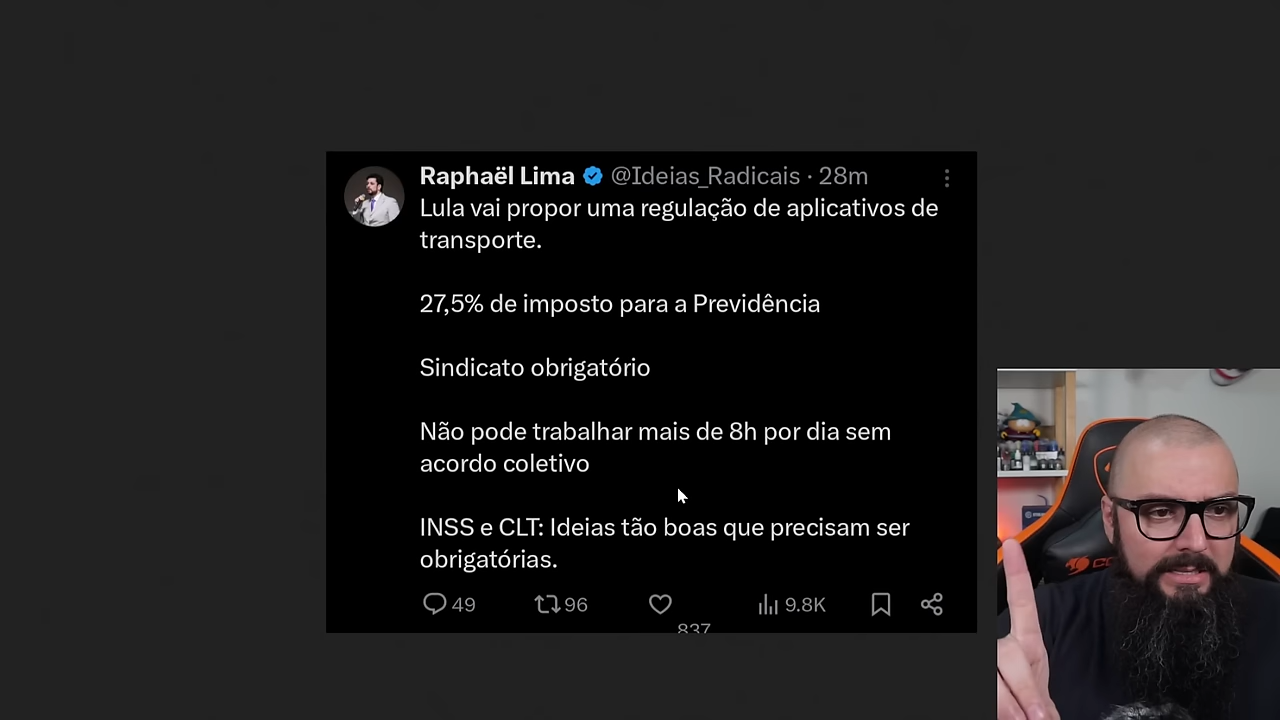 Raphaël Lima @Ideias_Radicais · 28m
Lula vai propor uma regulação de aplicativos de
transporte.
27,5% de imposto para a Previdência
Sindicato obrigatório
Não pode trabalhar mais de 8h por dia sem
acordo coletivo
INSS e CLT: Ideias tão boas que precisam ser
obrigatórias.
49 96 9.8K
837